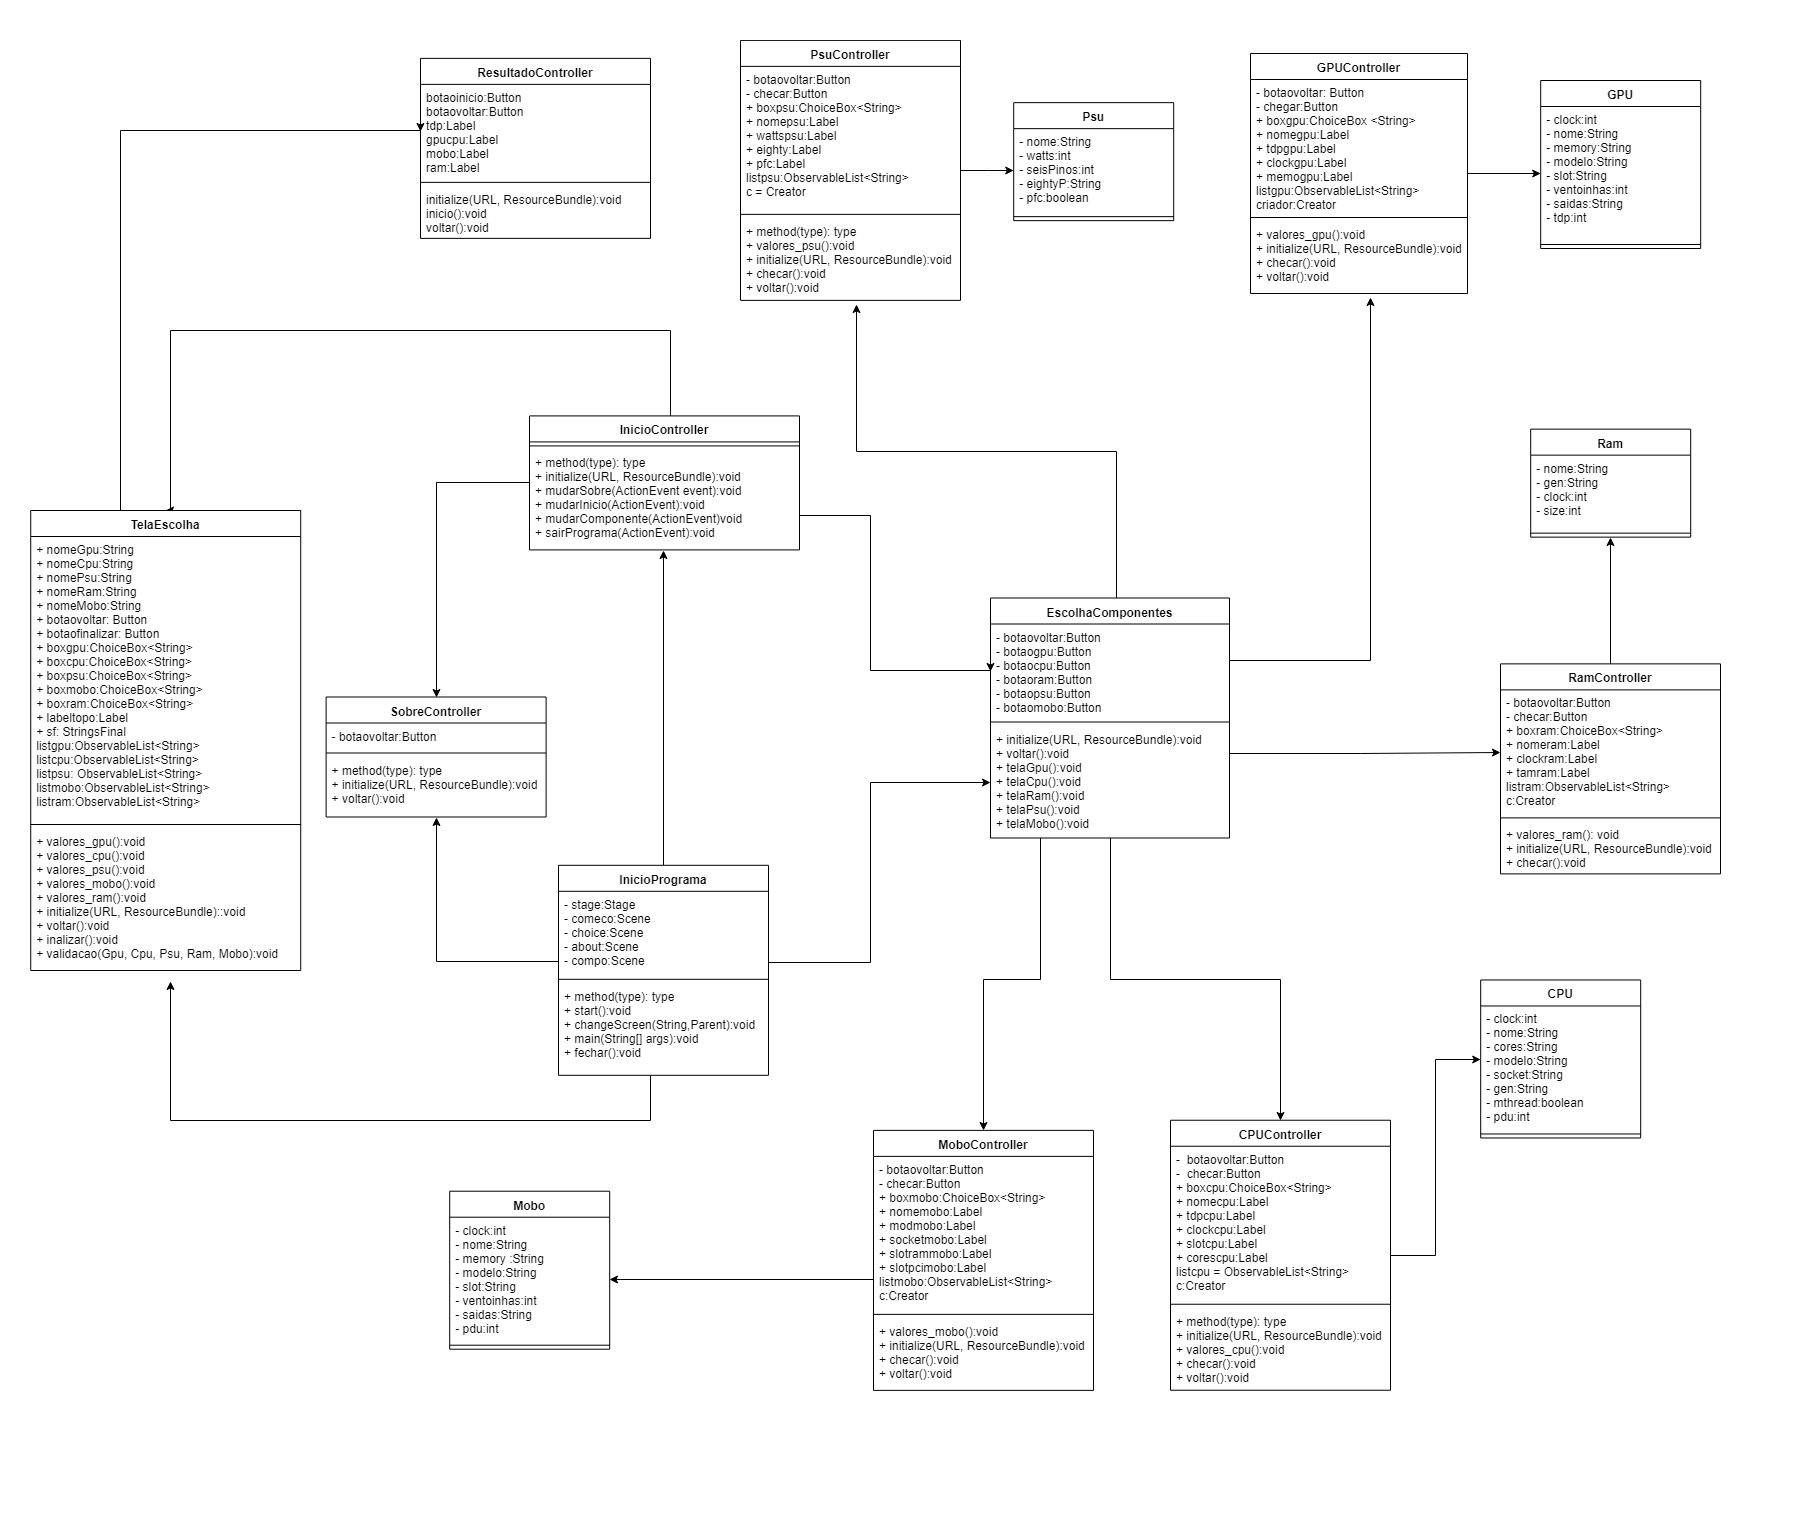 ResultadoController
botaoinicio:Button
botaovoltar:Button
tdp:Label
gpucpu:Label
mobo:Label
ram:Label
initialize(URL, ResourceBundle):void
inicio():void
voltar():void
PsuController
- botaovoltar:Button
- checar:Button
+ boxpsu:ChoiceBox<String>
+ nomepsu:Label
+ wattspsu:Label
+ eighty:Label
+ pfc:Label
listpsu:ObservableList<String>
c = Creator
+ method(type): type
+ valores_psu():void
+ initialize(URL, ResourceBundle):void
+ checar():void
+ voltar():void
Psu
- nome:String
- watts:int
- seisPinos:int
- eightyP:String
- pfc:boolean
GPUController
- botaovoltar: Button
- chegar:Button
+ boxgpu:ChoiceBox <String>
+ nomegpu:Label
+ tdpgpu:Label
+ clockgpu:Label
+ memogpu:Label
listgpu:ObservableList<String>
criador:Creator
+ valores_gpu():void
+ initialize(URL, ResourceBundle):void
+ checar():void
+ voltar():void
GPU
- clock:int
- nome:String
- memory:String
- modelo:String
- slot:String
- ventoinhas:int
- saidas:String
- tdp:int
InicioController
+ method(type): type
+ initialize(URL, ResourceBundle):void
+ mudarSobre(ActionEvent event):void
+ mudarInicio(ActionEvent):void
+ mudarComponente(ActionEvent)void
+ sairPrograma(ActionEvent):void
Ram
- nome:String
- gen:String
- clock:int
- size:int
TelaEscolha
+ nomeGpu:String
+ nomeCpu:String
+ nomePsu:String
+ nomeRam:String
+ nomeMobo:String
+ botaovoltar: Button
+ botaofinalizar: Button
+ boxgpu:ChoiceBox<String>
+ boxcpu:ChoiceBox<String>
+ boxpsu:ChoiceBox<String>
+ boxmobo:ChoiceBox<String>
+ boxram:ChoiceBox<String>
+ labeltopo:Label
+ sf: StringsFinal
listgpu:ObservableList<String>
listcpu:ObservableList<String>
listpsu: ObservableList<String>
listmobo:ObservableList<String>
listram:ObservableList<String>
+ valores_gpu():void
+ valores_cpu():void
+ valores_psu():void
+ valores_mobo():void
+ valores_ram():void
+ initialize(URL, ResourceBundle)::void
+ voltar():void
+ inalizar():void
+ validacao(Gpu, Cpu, Psu, Ram, Mobo):void
SobreController
- botaovoltar:Button
+ method(type): type
+ initialize(URL, ResourceBundle):void
+ voltar():void
EscolhaComponentes
- botaovoltar:Button
- botaogpu:Button
- botaocpu:Button
- botaoram:Button
- botaopsu:Button
- botaomobo:Button
+ initialize(URL, ResourceBundle):void
+ voltar():void
+ telaGpu():void
+ telaCpu():void
+ telaRam():void
+ telaPsu():void
+ telaMobo():void
RamController
- botaovoltar:Button
- checar:Button
+ boxram:ChoiceBox<String>
+ nomeram:Label
+ clockram:Label
+ tamram:Label
listram:ObservableList<String>
c:Creator
+ valores_ram(): void
+ initialize(URL, ResourceBundle):void
+ checar():void
InicioPrograma
- stage:Stage
- comeco:Scene
- choice:Scene
- about:Scene
- compo:Scene
+ method(type): type
+ start():void
+ changeScreen(String,Parent):void
+ main(String[] args):void
+ fechar():void
CPU
- clock:int
- nome:String
- cores:String
- modelo:String
- socket:String
- gen:String
- mthread:boolean
- pdu:int
MoboController
- botaovoltar:Button
- checar:Button
+ boxmobo:ChoiceBox<String>
+ nomemobo:Label
+ modmobo:Label
+ socketmobo:Label
+ slotrammobo:Label
+ slotpcimobo:Label
listmobo:ObservableList<String>
c:Creator
+ valores_mobo():void
+ initialize(URL, ResourceBundle):void
+ checar():void
+ voltar():void
CPUController
- botaovoltar:Button
- checar:Button
+ boxcpu:ChoiceBox<String>
+ nomecpu:Label
+ tdpcpu:Label
+ clockcpu:Label
+ slotcpu:Label
+ corescpu:Label
listcpu = ObservableList<String>
c:Creator
+ method(type): type
+ initialize(URL, ResourceBundle):void
+ valores_cpu():void
+ checar():void
+ voltar():void
Mobo
- clock:int
- nome:String
- memory :String
- modelo:String
- slot:String
- ventoinhas:int
- saidas:String
- pdu:int